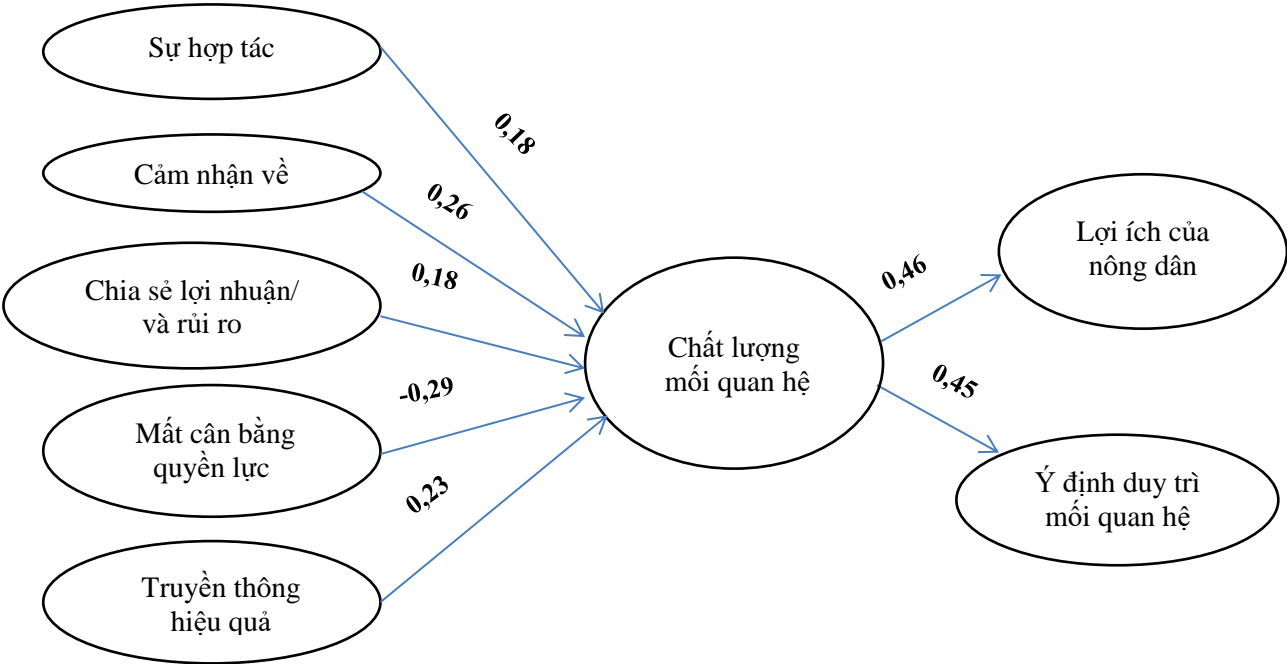 Sự hợp tác
0,18
Cảm nhận về
0,26
Chia sẻ lợi nhuận/
và rủi ro
0,18
Mất cân bằng
quyền lực
-0,29
Truyền thông
hiệu quả
0,23
Chất lượng
mối quan hệ
0,46
Lợi ích của
nông dân
0,45
Ý định duy trì
mối quan hệ